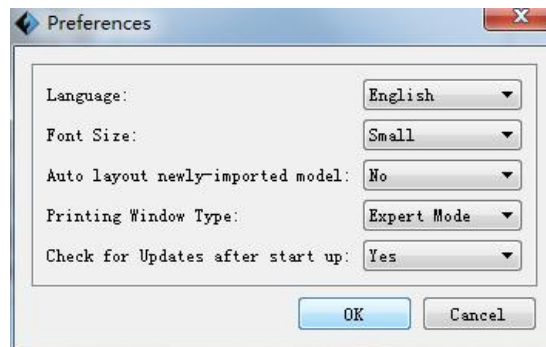 Preferences
Language: English
Font Size: Small
Auto layout newly-imported model: No
Printing Window Type: Expert Mode
Check for Updates after start up: Yes
OK Cancel